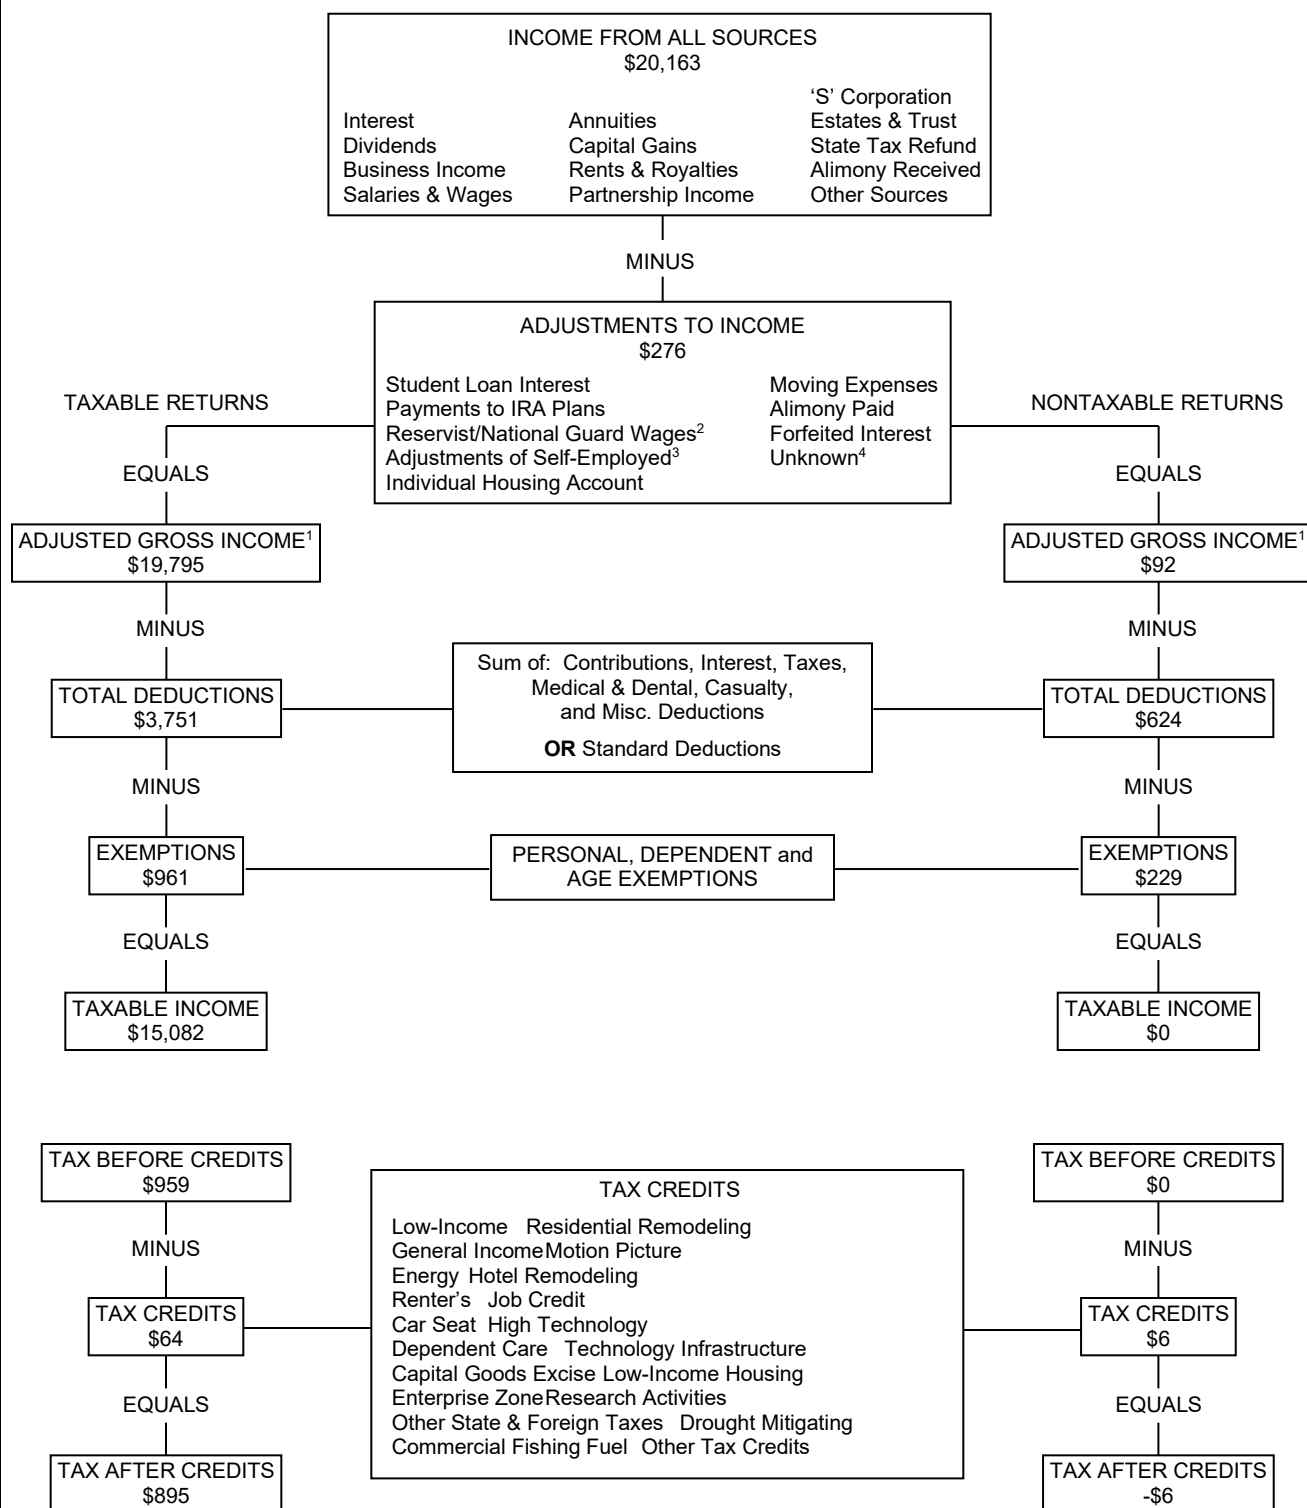 INCOME FROM ALL SOURCES
$20,163
‘S’ Corporation
Interest Annuities Estates & Trust
Dividends Capital Gains State Tax Refund
Business Income Rents & Royalties Alimony Received
Salaries & Wages Partnership Income Other Sources
MINUS
ADJUSTMENTS TO INCOME
$276
Student Loan Interest Moving Expenses
Payments to IRA Plans Alimony Paid
Reservist/National Guard Wages² Forfeited Interest
Adjustments of Self-Employed³ Unknown⁴
Individual Housing Account
TAXABLE RETURNS NONTAXABLE RETURNS
EQUALS EQUALS
ADJUSTED GROSS INCOME¹ ADJUSTED GROSS INCOME¹
$19,795 $92
MINUS MINUS
Sum of: Contributions, Interest, Taxes,
Medical & Dental, Casualty,
and Misc. Deductions
OR Standard Deductions
TOTAL DEDUCTIONS TOTAL DEDUCTIONS
$3,751 $624
MINUS MINUS
EXEMPTIONS PERSONAL, DEPENDENT and EXEMPTIONS
$961 AGE EXEMPTIONS $229
EQUALS EQUALS
TAXABLE INCOME TAXABLE INCOME
$15,082 $0
TAX BEFORE CREDITS TAX BEFORE CREDITS
$959 $0
TAX CREDITS
Low-Income Residential Remodeling
General IncomeMotion Picture
Energy Hotel Remodeling
Renter’s Job Credit
Car Seat High Technology
Dependent Care Technology Infrastructure
Capital Goods Excise Low-Income Housing
Enterprise ZoneResearch Activities
Other State & Foreign Taxes Drought Mitigating
Commercial Fishing Fuel Other Tax Credits
MINUS MINUS
TAX CREDITS TAX CREDITS
$64 $6
EQUALS EQUALS
TAX AFTER CREDITS TAX AFTER CREDITS
$895 -$6